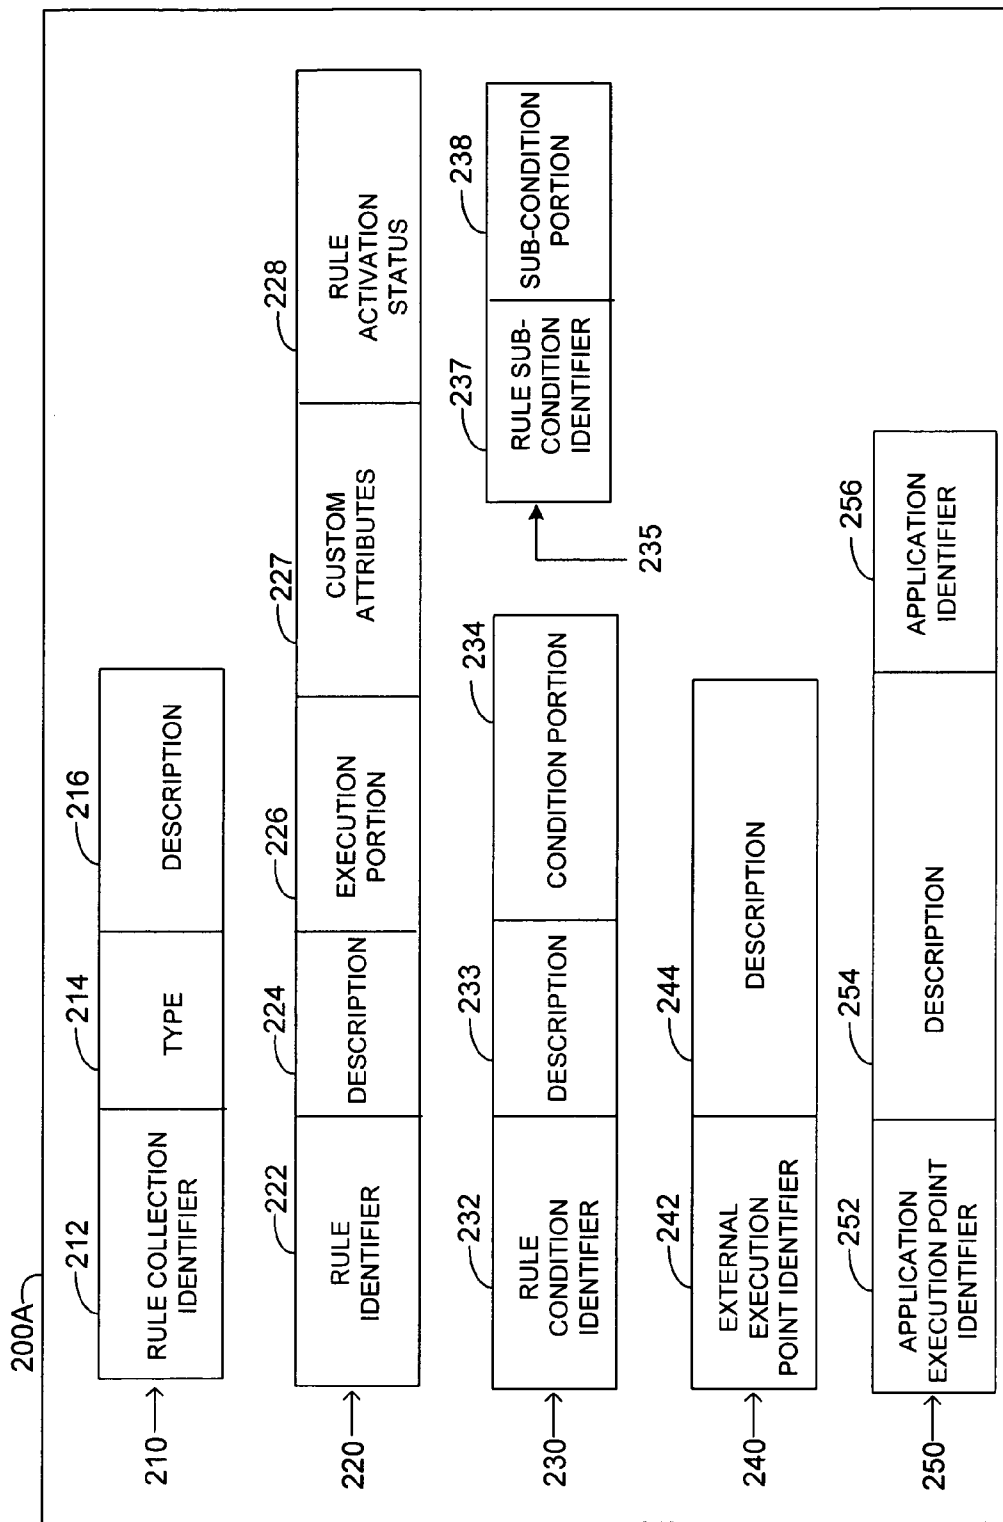 200A
212
214
216
210
RULE COLLECTION
IDENTIFIER
TYPE
DESCRIPTION
222
224
226
227
228
220
RULE
IDENTIFIER
DESCRIPTION
EXECUTION
PORTION
CUSTOM
ATTRIBUTES
RULE
ACTIVATION
STATUS
232
233
234
230
RULE
CONDITION
IDENTIFIER
DESCRIPTION
CONDITION PORTION
235
237
238
RULE SUB-
CONDITION
IDENTIFIER
SUB-CONDITION
PORTION
242
244
240
EXTERNAL
EXECUTION
POINT IDENTIFIER
DESCRIPTION
252
254
256
250
APPLICATION
EXECUTION POINT
IDENTIFIER
DESCRIPTION
APPLICATION
IDENTIFIER